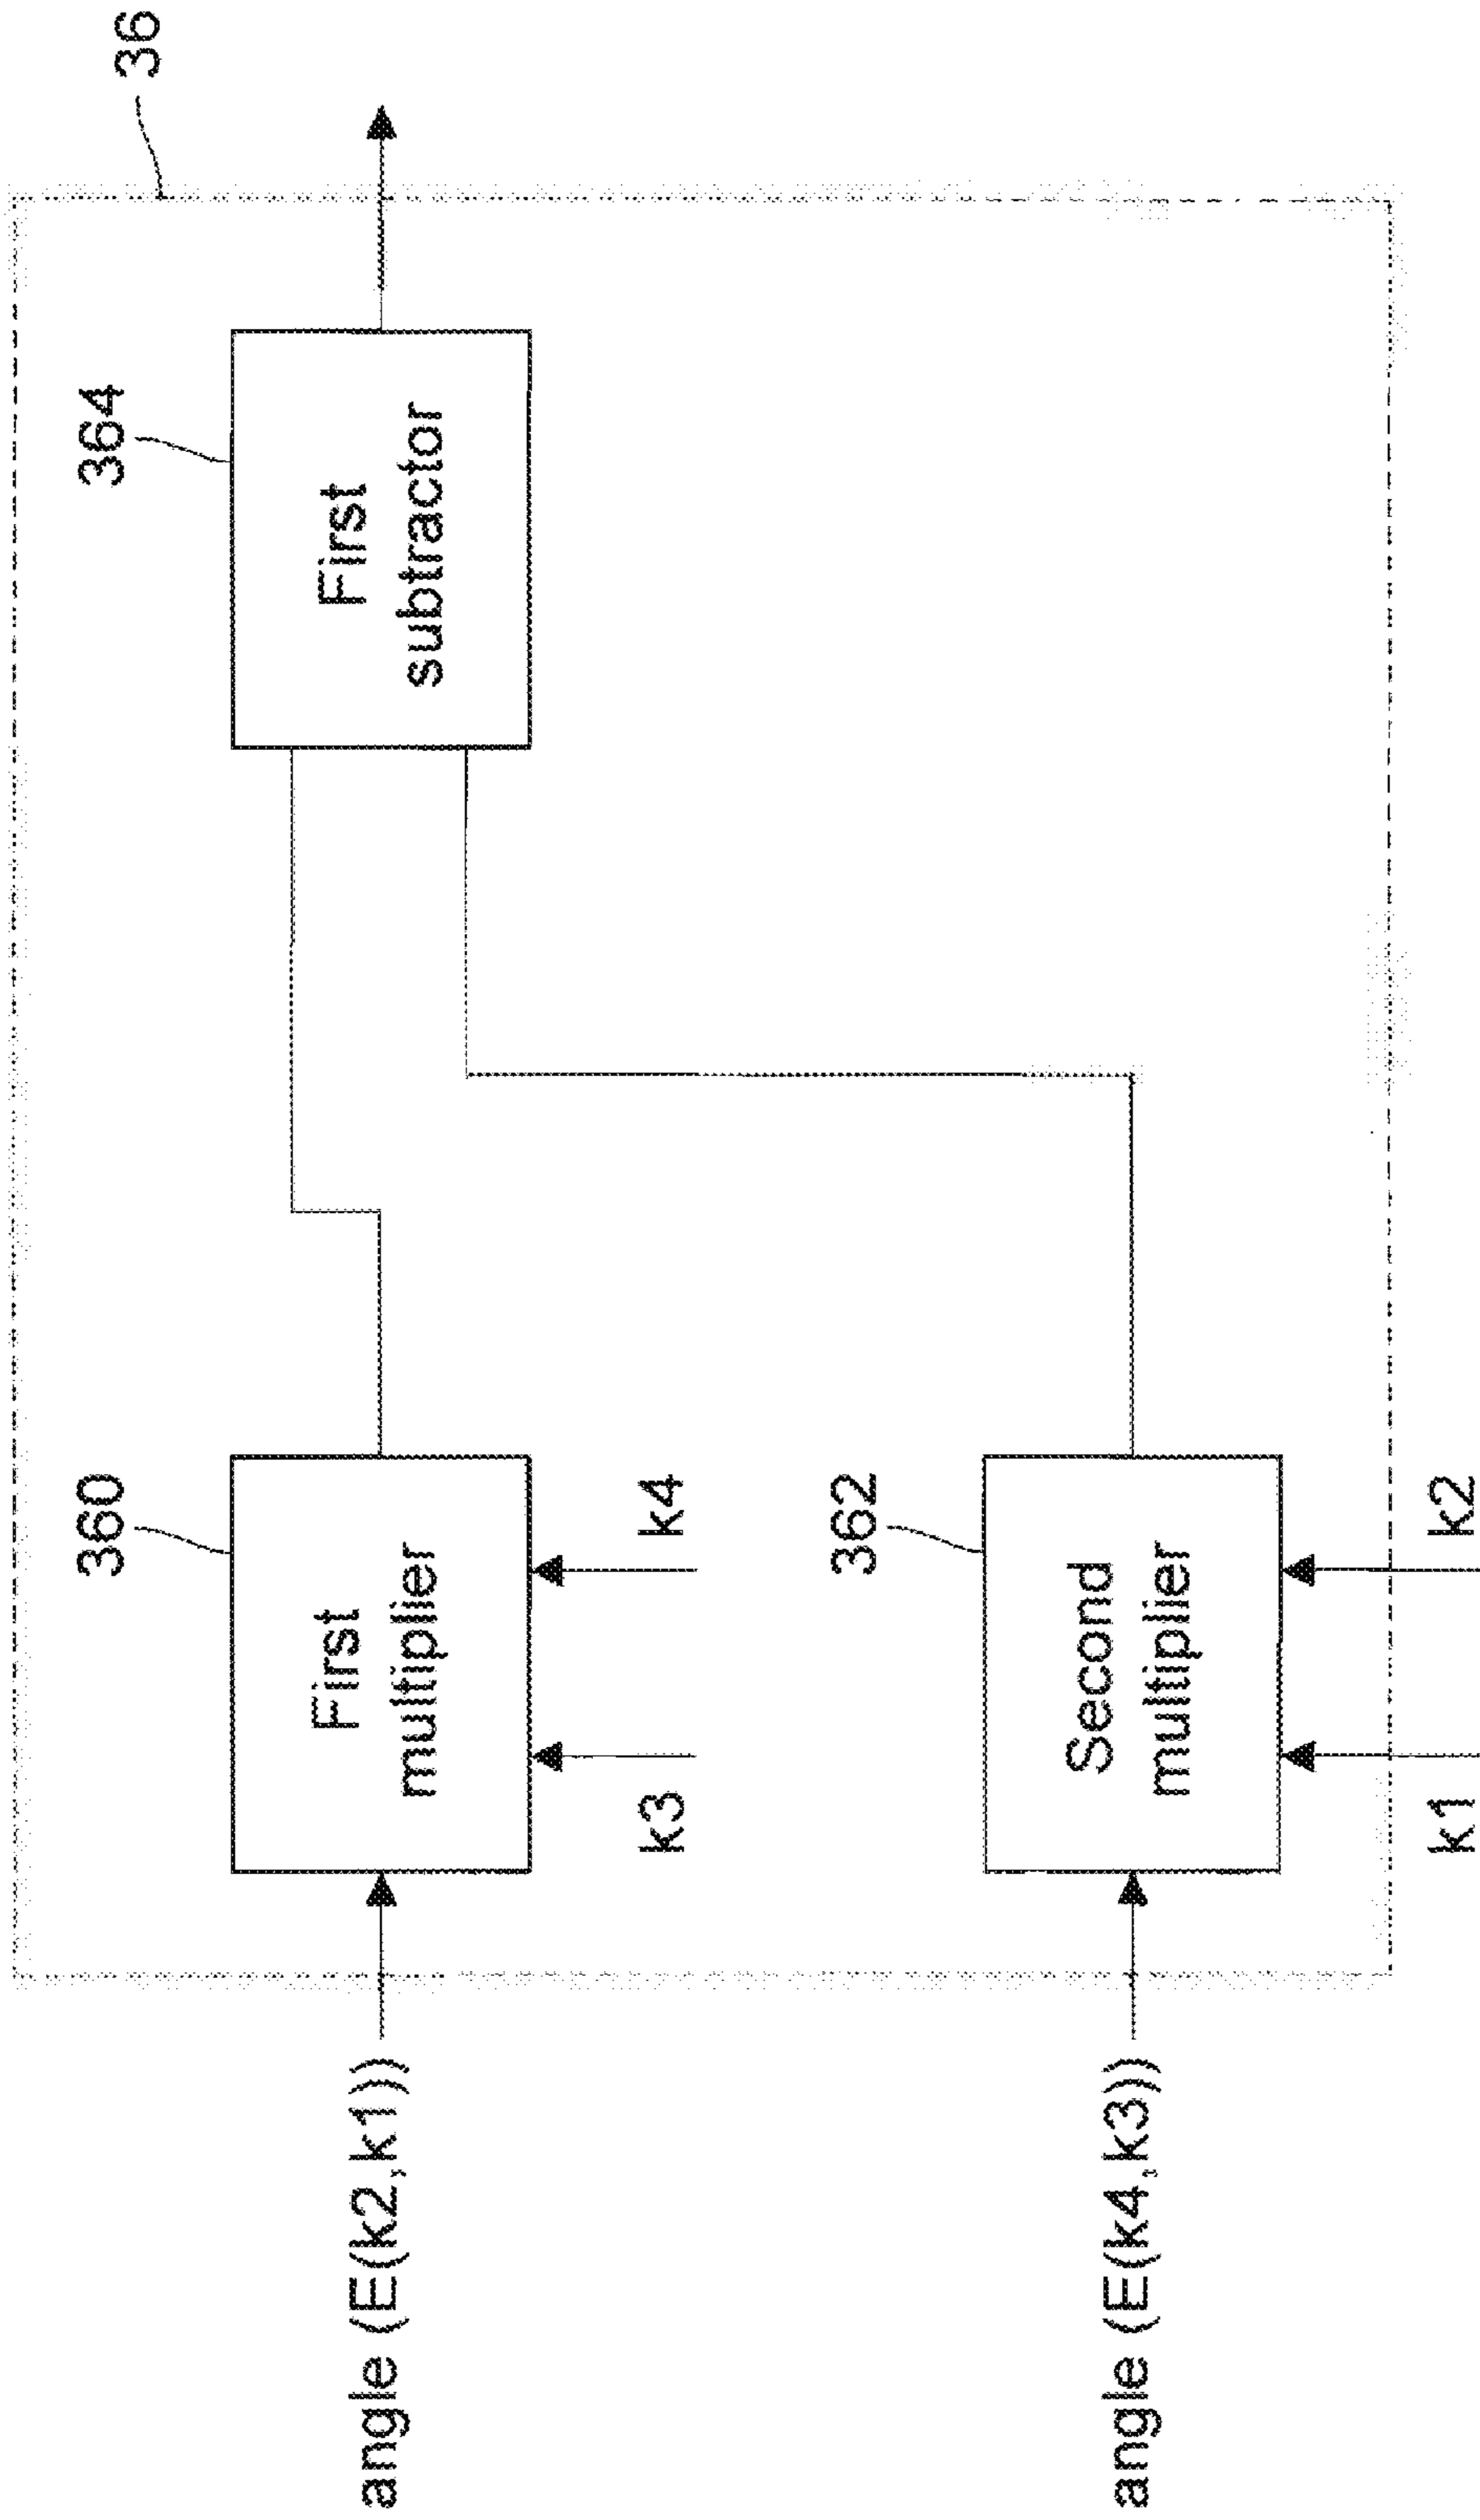 36
360
364
First
multiplier
First
subtractor
angle (E(k2,k1))
k3
k4
362
Second
multiplier
angle (E(k4,k3))
k1
k2